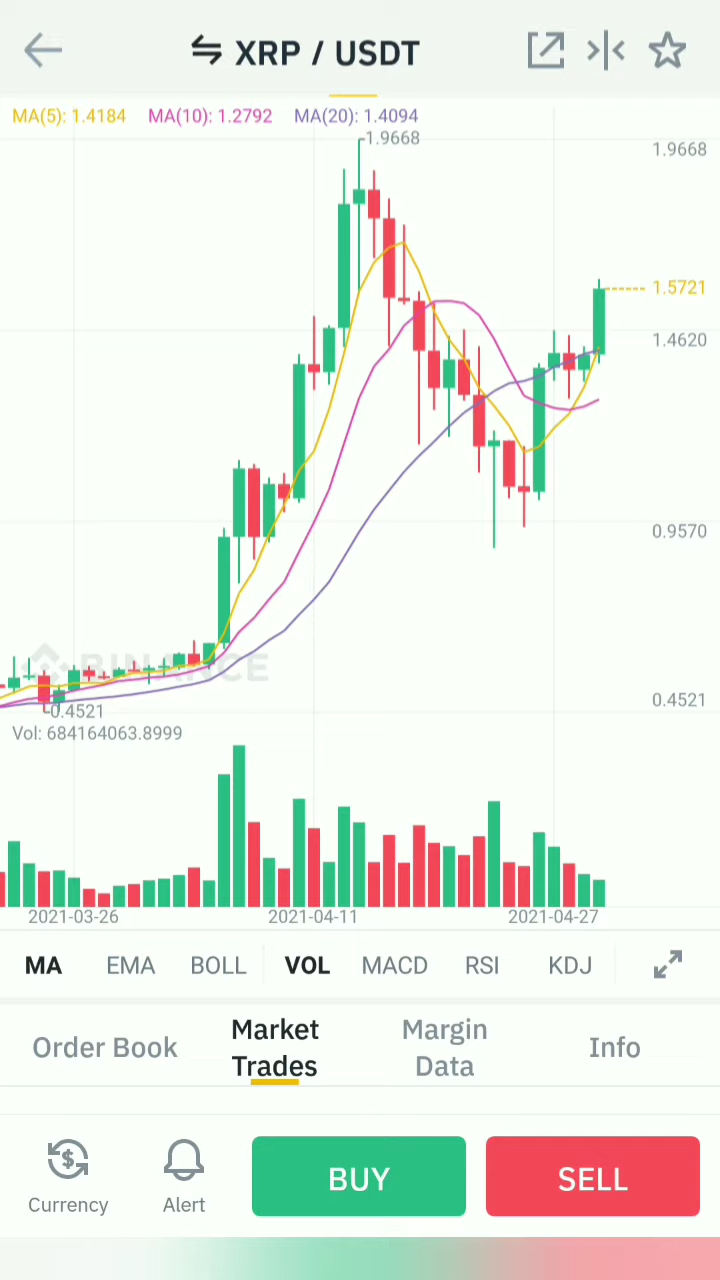 XRP / USDT
MA(5): 1.4184 MA(10): 1.2792 MA(20): 1.4094
1.9668
1.9668
1.5721
1.4620
0.9570
BINANCE
0.4521
0.4521
Vol: 684164063.8999
2021-03-26 2021-04-11 2021-04-27
MA EMA BOLL VOL MACD RSI KDJ
Order Book Market Trades Margin Data Info
Currency Alert BUY SELL